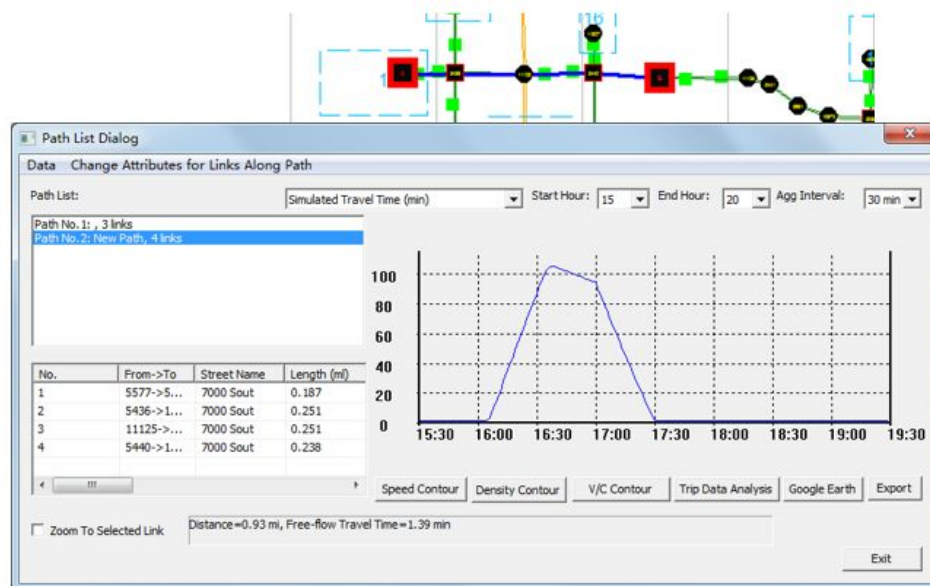 16
1
Path List Dialog
Data Change Attributes for Links Along Path
Path List: Simulated Travel Time (min) Start Hour: 15 End Hour: 20 Agg Interval: 30 min
Path No.1: , 3 links
Path No.2: New Path, 4 links
100
80
60
40
20
0
15:30 16:00 16:30 17:00 17:30 18:00 18:30 19:00 19:30
No. From->To Street Name Length (ml)
1 5577->5... 7000 Sout 0.187
2 5436->1... 7000 Sout 0.251
3 11125->... 7000 Sout 0.251
4 5440->1... 7000 Sout 0.238
Speed Contour Density Contour V/C Contour Trip Data Analysis Google Earth Export
Zoom To Selected Link Distance=0.93 mi, Free-flow Travel Time=1.39 min
Exit